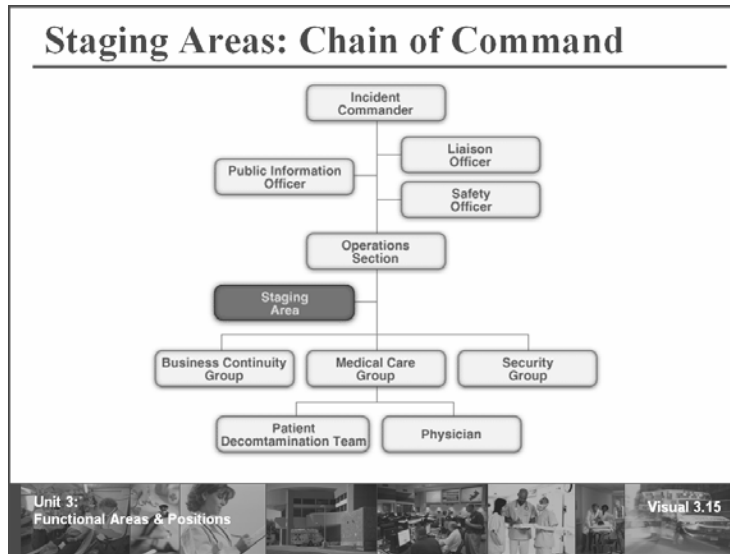 Staging Areas: Chain of Command
Incident
Commander
Liaison
Officer
Public Information
Officer
Safety
Officer
Operations
Section
Staging
Area
Business Continuity
Group
Medical Care
Group
Security
Group
Patient
Decomtamination Team
Physician
Unit 3:
Functional Areas & Positions
Visual 3.15